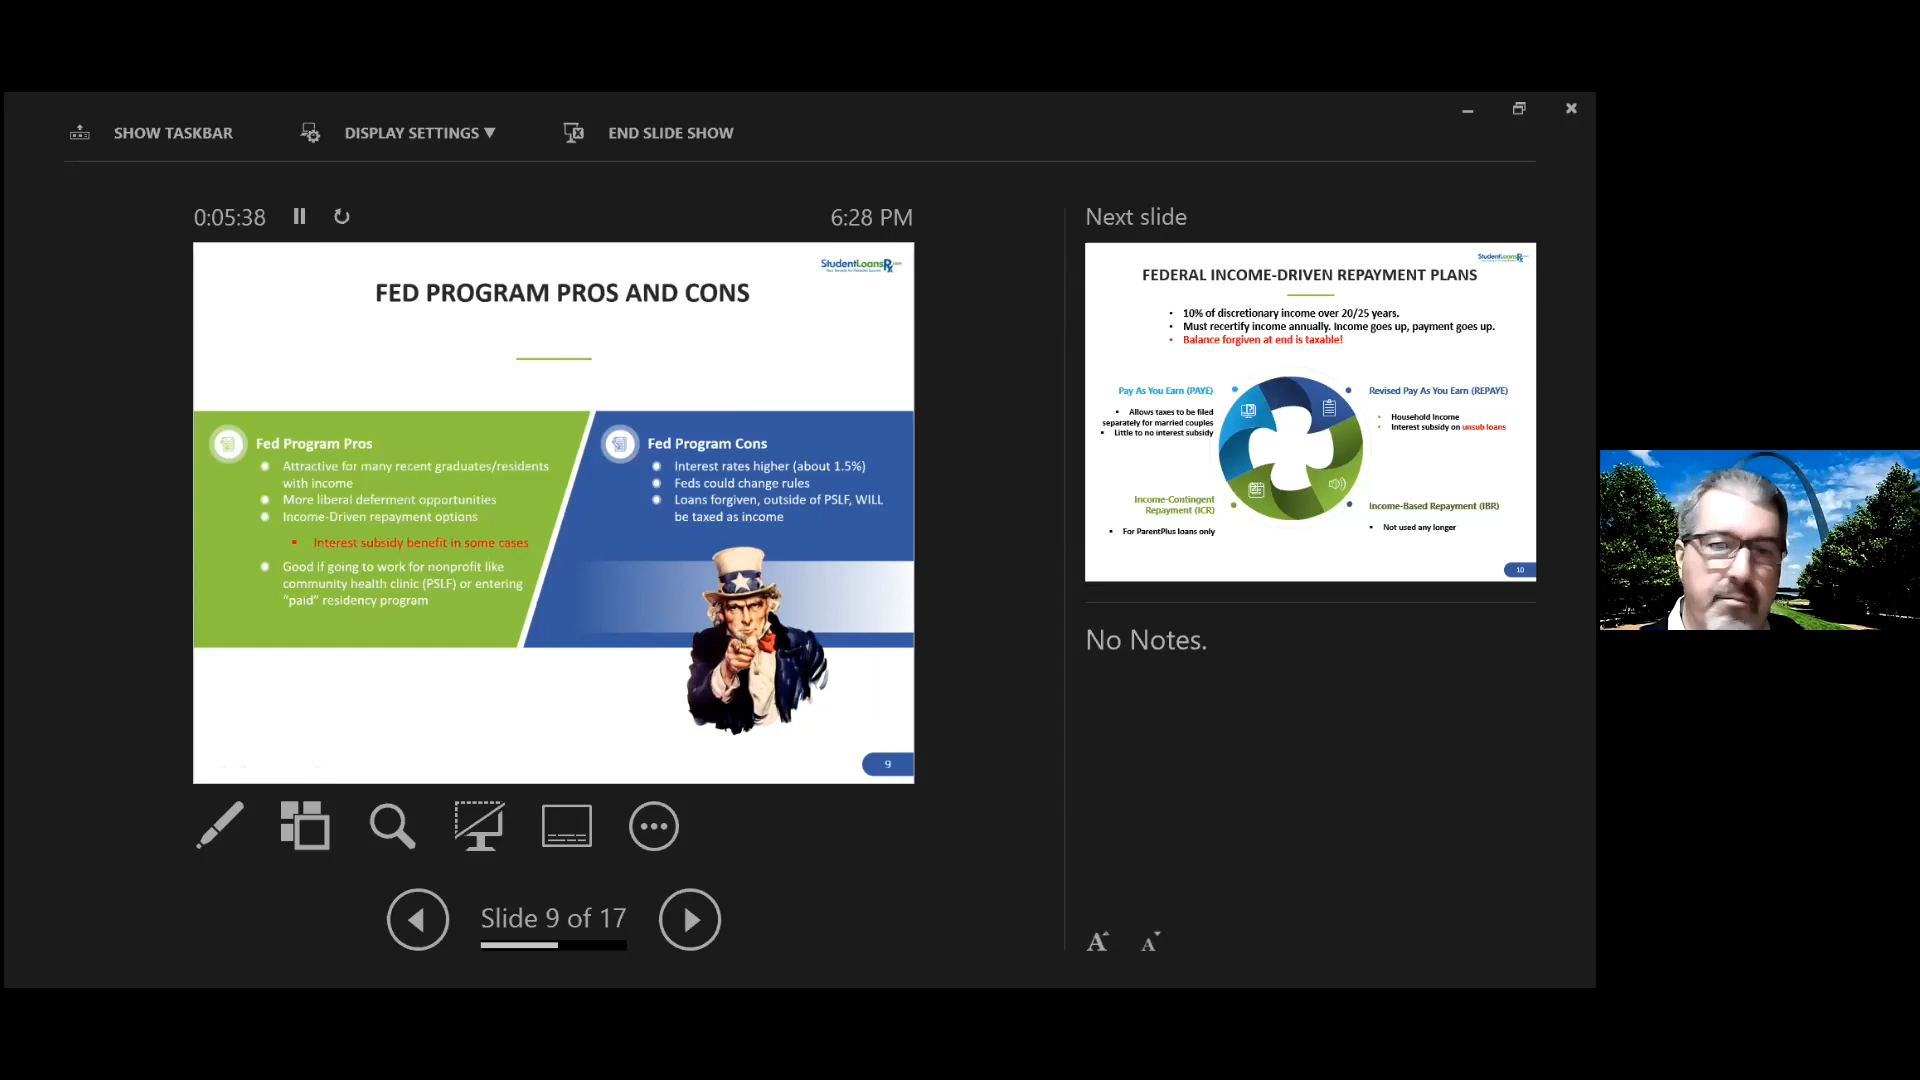 SHOW TASKBAR
DISPLAY SETTINGS ▼
END SLIDE SHOW
0:05:38
6:28 PM
StudentLoansRx.com
FED PROGRAM PROS AND CONS
Fed Program Pros
Attractive for many recent graduates/residents
with income
More liberal deferment opportunities
Income-Driven repayment options
Interest subsidy benefit in some cases
Good if going to work for nonprofit like
community health clinic (PSLF) or entering
“paid” residency program
Fed Program Cons
Interest rates higher (about 1.5%)
Feds could change rules
Loans forgiven, outside of PSLF, WILL
be taxed as income
9
Slide 9 of 17
Next slide
StudentLoansRx
FEDERAL INCOME-DRIVEN REPAYMENT PLANS
10% of discretionary income over 20/25 years.
Must recertify income annually. Income goes up, payment goes up.
Balance forgiven at end is taxable!
Pay As You Earn (PAYE)
Allows taxes to be filed
separately for married couples
Little to no interest subsidy
Revised Pay As You Earn (REPAYE)
Household Income
Interest subsidy on unsub loans
Income-Contingent
Repayment (ICR)
For ParentPlus loans only
Income-Based Repayment (IBR)
Not used any longer
10
No Notes.
A A